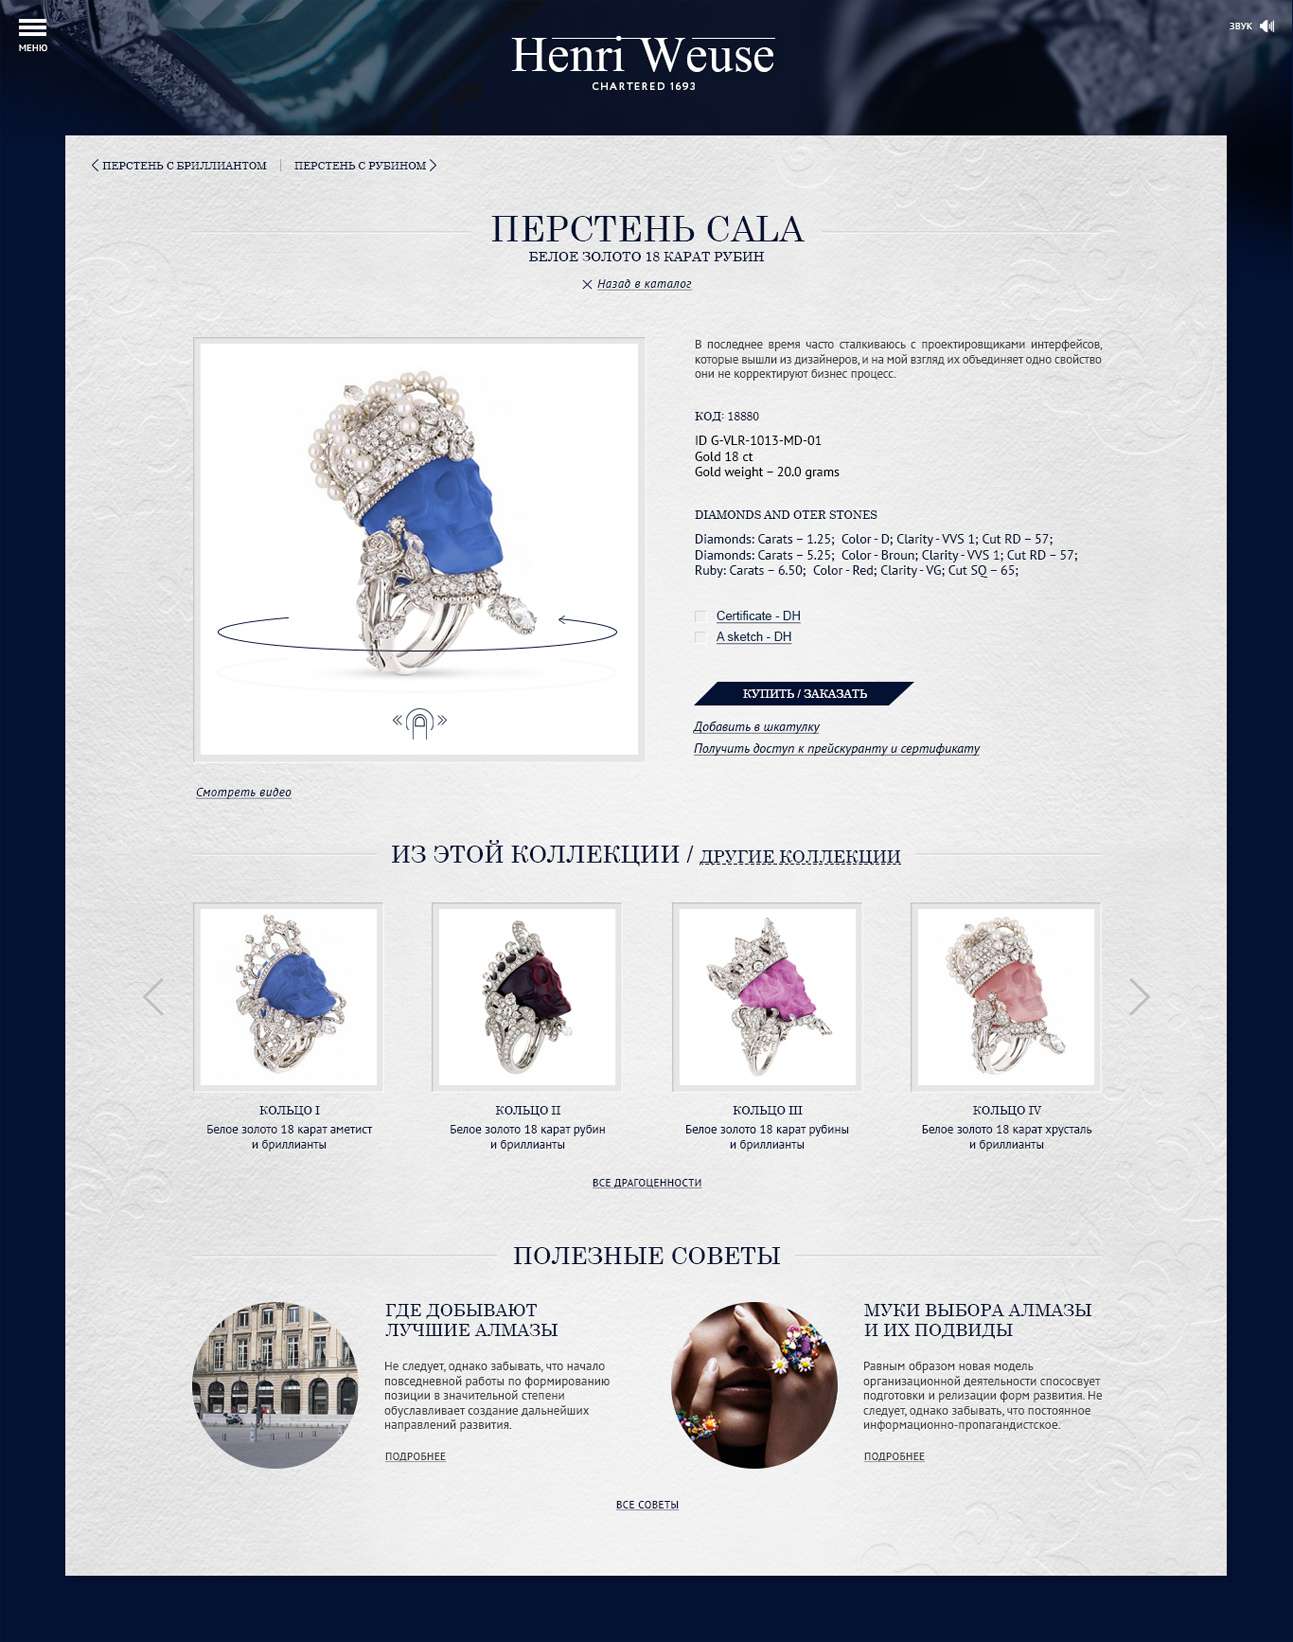 МЕНЮ
ЗВУК
Henri Weuse
CHARTERED 1693
ПЕРСТЕНЬ С БРИЛЛИАНТОМ
ПЕРСТЕНЬ С РУБИНОМ
ПЕРСТЕНЬ CALA
БЕЛОЕ ЗОЛОТО 18 КАРАТ РУБИН
Назад в каталог
В последнее время часто сталкиваюсь с проектировщиками интерфейсов,
которые вышли из дизайнеров, и на мой взгляд их объединяет одно свойство
они не корректируют бизнес процесс.
КОД: 18880
ID G-VLR-1013-MD-01
Gold 18 ct
Gold weight – 20.0 grams
DIAMONDS AND OTER STONES
Diamonds: Carats – 1.25; Color - D; Clarity - VVS 1; Cut RD – 57;
Diamonds: Carats – 5.25; Color - Broun; Clarity - VVS 1; Cut RD – 57;
Ruby: Carats – 6.50; Color - Red; Clarity - VG; Cut SQ – 65;
Certificate - DH
A sketch - DH
КУПИТЬ / ЗАКАЗАТЬ
Добавить в шкатулку
Получить доступ к прейскуранту и сертификату
Смотреть видео
ИЗ ЭТОЙ КОЛЛЕКЦИИ / ДРУГИЕ КОЛЛЕКЦИИ
КОЛЬЦО I
Белое золото 18 карат аметист
и бриллианты
КОЛЬЦО II
Белое золото 18 карат рубин
и бриллианты
КОЛЬЦО III
Белое золото 18 карат рубины
и бриллианты
КОЛЬЦО IV
Белое золото 18 карат хрусталь
и бриллианты
ВСЕ ДРАГОЦЕННОСТИ
ПОЛЕЗНЫЕ СОВЕТЫ
ГДЕ ДОБЫВАЮТ
ЛУЧШИЕ АЛМАЗЫ
Не следует, однако забывать, что начало
повседневной работы по формированию
позиции в значительной степени
обуславливает создание дальнейших
направлений развития.
ПОДРОБНЕЕ
МУКИ ВЫБОРА АЛМАЗЫ
И ИХ ПОДВИДЫ
Равным образом новая модель
организационной деятельности способсвует
подготовки и релизации форм развития. Не
следует, однако забывать, что постоянное
информационно-пропагандистское.
ПОДРОБНЕЕ
ВСЕ СОВЕТЫ